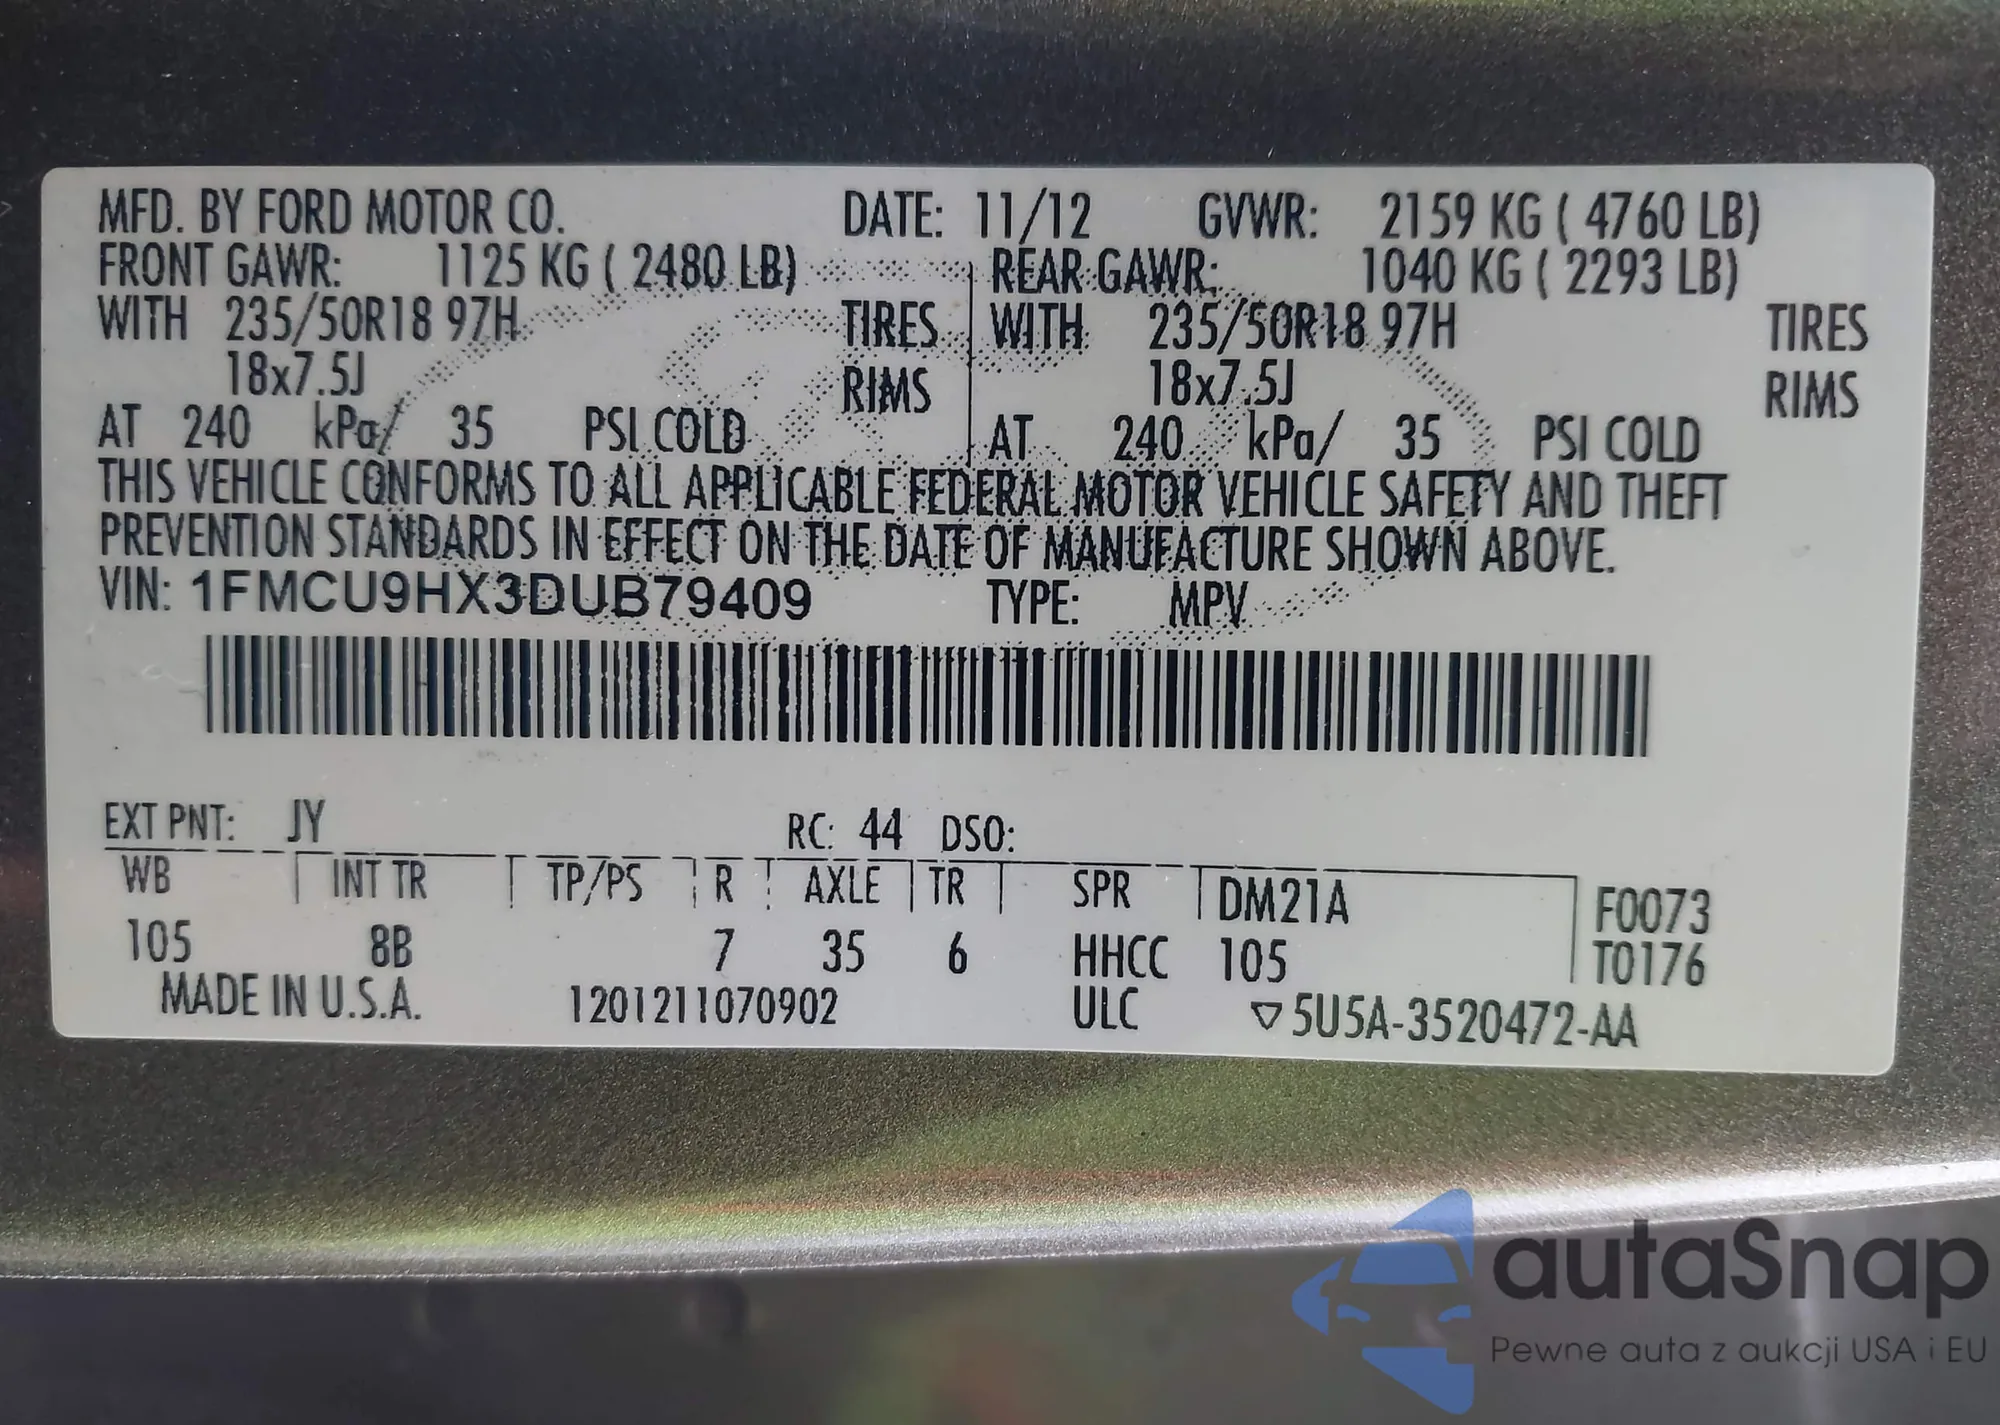 MFD. BY FORD MOTOR CO. DATE: 11/12 GVWR: 2159 KG ( 4760 LB)
FRONT GAWR: 1125 KG ( 2480 LB) REAR GAWR: 1040 KG ( 2293 LB)
WITH 235/50R18 97H TIRES WITH 235/50R18 97H TIRES
18x7.5J RIMS 18x7.5J RIMS
AT 240 kPa/ 35 PSI COLD AT 240 kPa/ 35 PSI COLD
THIS VEHICLE CONFORMS TO ALL APPLICABLE FEDERAL MOTOR VEHICLE SAFETY AND THEFT
PREVENTION STANDARDS IN EFFECT ON THE DATE OF MANUFACTURE SHOWN ABOVE.
VIN: 1FMCU9HX3DUB79409 TYPE: MPV
EXT PNT: JY RC: 44 DSO:
WB INT TR TP/PS R AXLE TR SPR DM21A F0073
105 8B 7 35 6 HHCC 105 T0176
MADE IN U.S.A. 1201211070902 ULC ▽5U5A-3520472-AA
autaSnap
Pewne auta z aukcji USA i EU